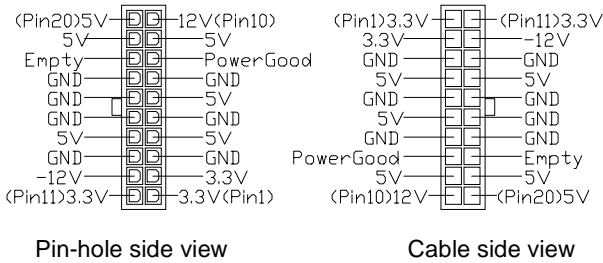 (Pin20)5V 12V(Pin10)
5V 5V
Empty PowerGood
GND GND
GND 5V
GND GND
5V 5V
GND GND
-12V 3.3V
(Pin11)3.3V 3.3V(Pin1)
Pin-hole side view
(Pin1)3.3V (Pin11)3.3V
3.3V -12V
GND GND
5V 5V
GND GND
5V GND
GND GND
PowerGood Empty
5V 5V
(Pin10)12V (Pin20)5V
Cable side view